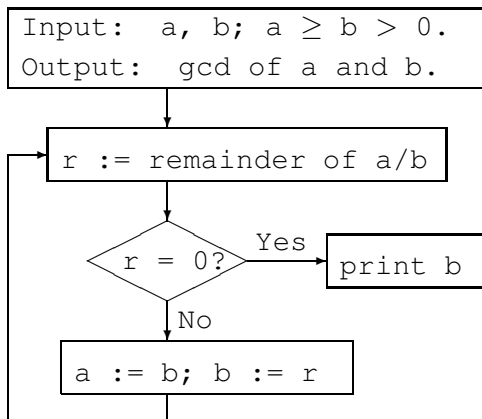 Input: a, b; a ≥ b > 0.
Output: gcd of a and b.
r := remainder of a/b
r = 0?
Yes
print b
No
a := b; b := r